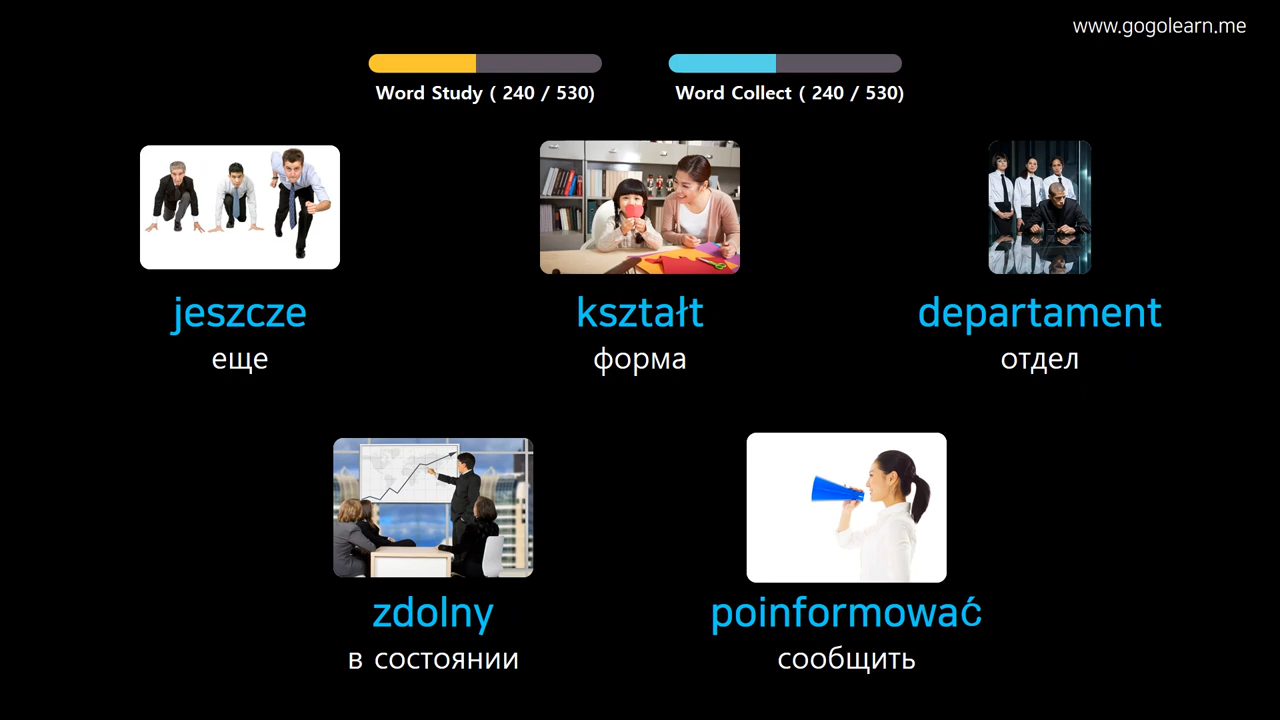 www.gogolearn.me
Word Study ( 240 / 530)
Word Collect ( 240 / 530)
jeszcze
еще
kształt
форма
departament
отдел
zdolny
в состоянии
poinformować
сообщить